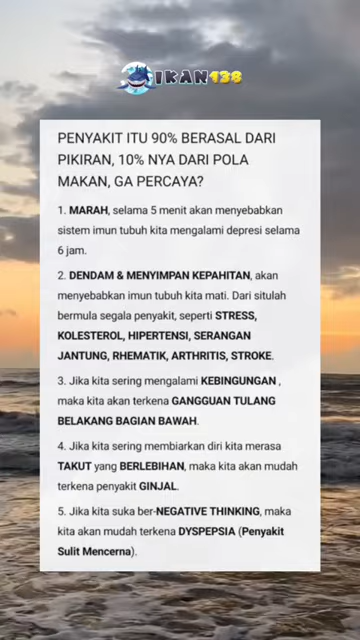 IKAN138
PENYAKIT ITU 90% BERASAL DARI
PIKIRAN, 10% NYA DARI POLA
MAKAN, GA PERCAYA?
1. MARAH, selama 5 menit akan menyebabkan
sistem imun tubuh kita mengalami depresi selama
6 jam.
2. DENDAM & MENYIMPAN KEPAHITAN, akan
menyebabkan imun tubuh kita mati. Dari situlah
bermula segala penyakit, seperti STRESS,
KOLESTEROL, HIPERTENSI, SERANGAN
JANTUNG, RHEMATIK, ARTHRITIS, STROKE.
3. Jika kita sering mengalami KEBINGUNGAN ,
maka kita akan terkena GANGGUAN TULANG
BELAKANG BAGIAN BAWAH.
4. Jika kita sering membiarkan diri kita merasa
TAKUT yang BERLEBIHAN, maka kita akan mudah
terkena penyakit GINJAL.
5. Jika kita suka ber-NEGATIVE THINKING, maka
kita akan mudah terkena DYSPEPSIA (Penyakit
Sulit Mencerna).